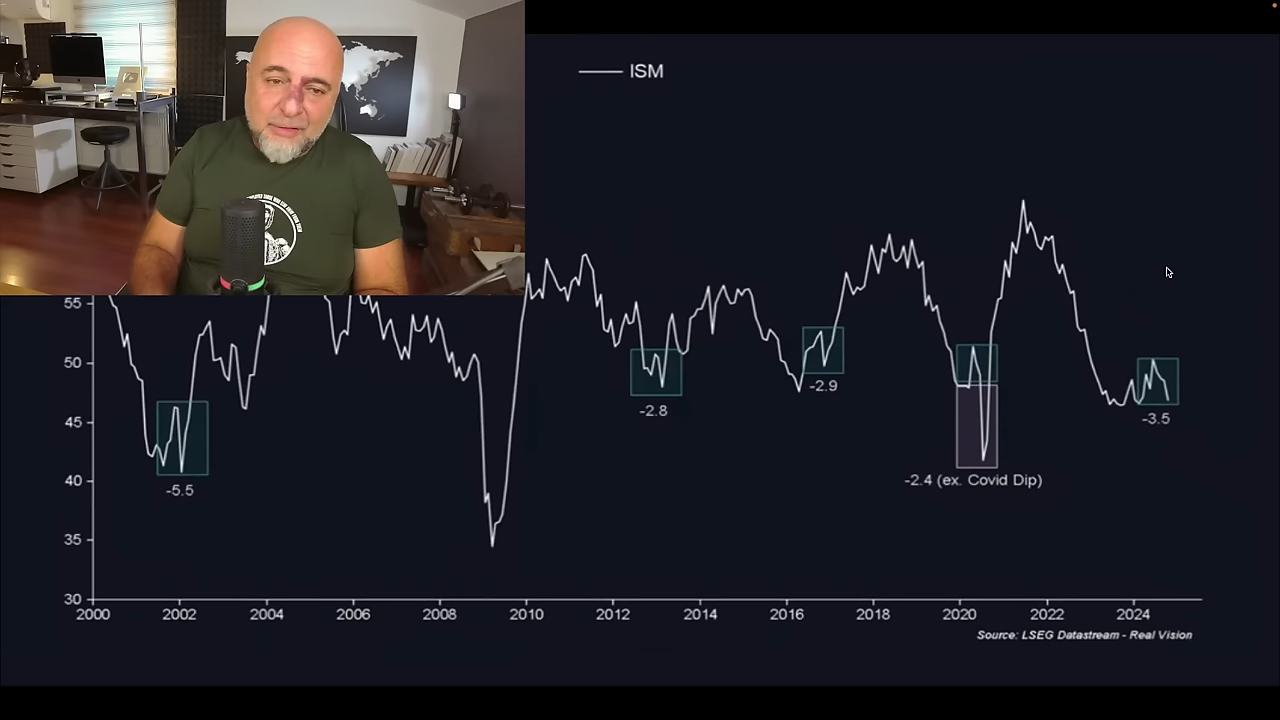 ISM
55
50
45
40
35
30
-5.5
-2.8
-2.9
-2.4 (ex. Covid Dip)
-3.5
2000 2002 2004 2006 2008 2010 2012 2014 2016 2018 2020 2022 2024
Source: LSEG Datastream - Real Vision